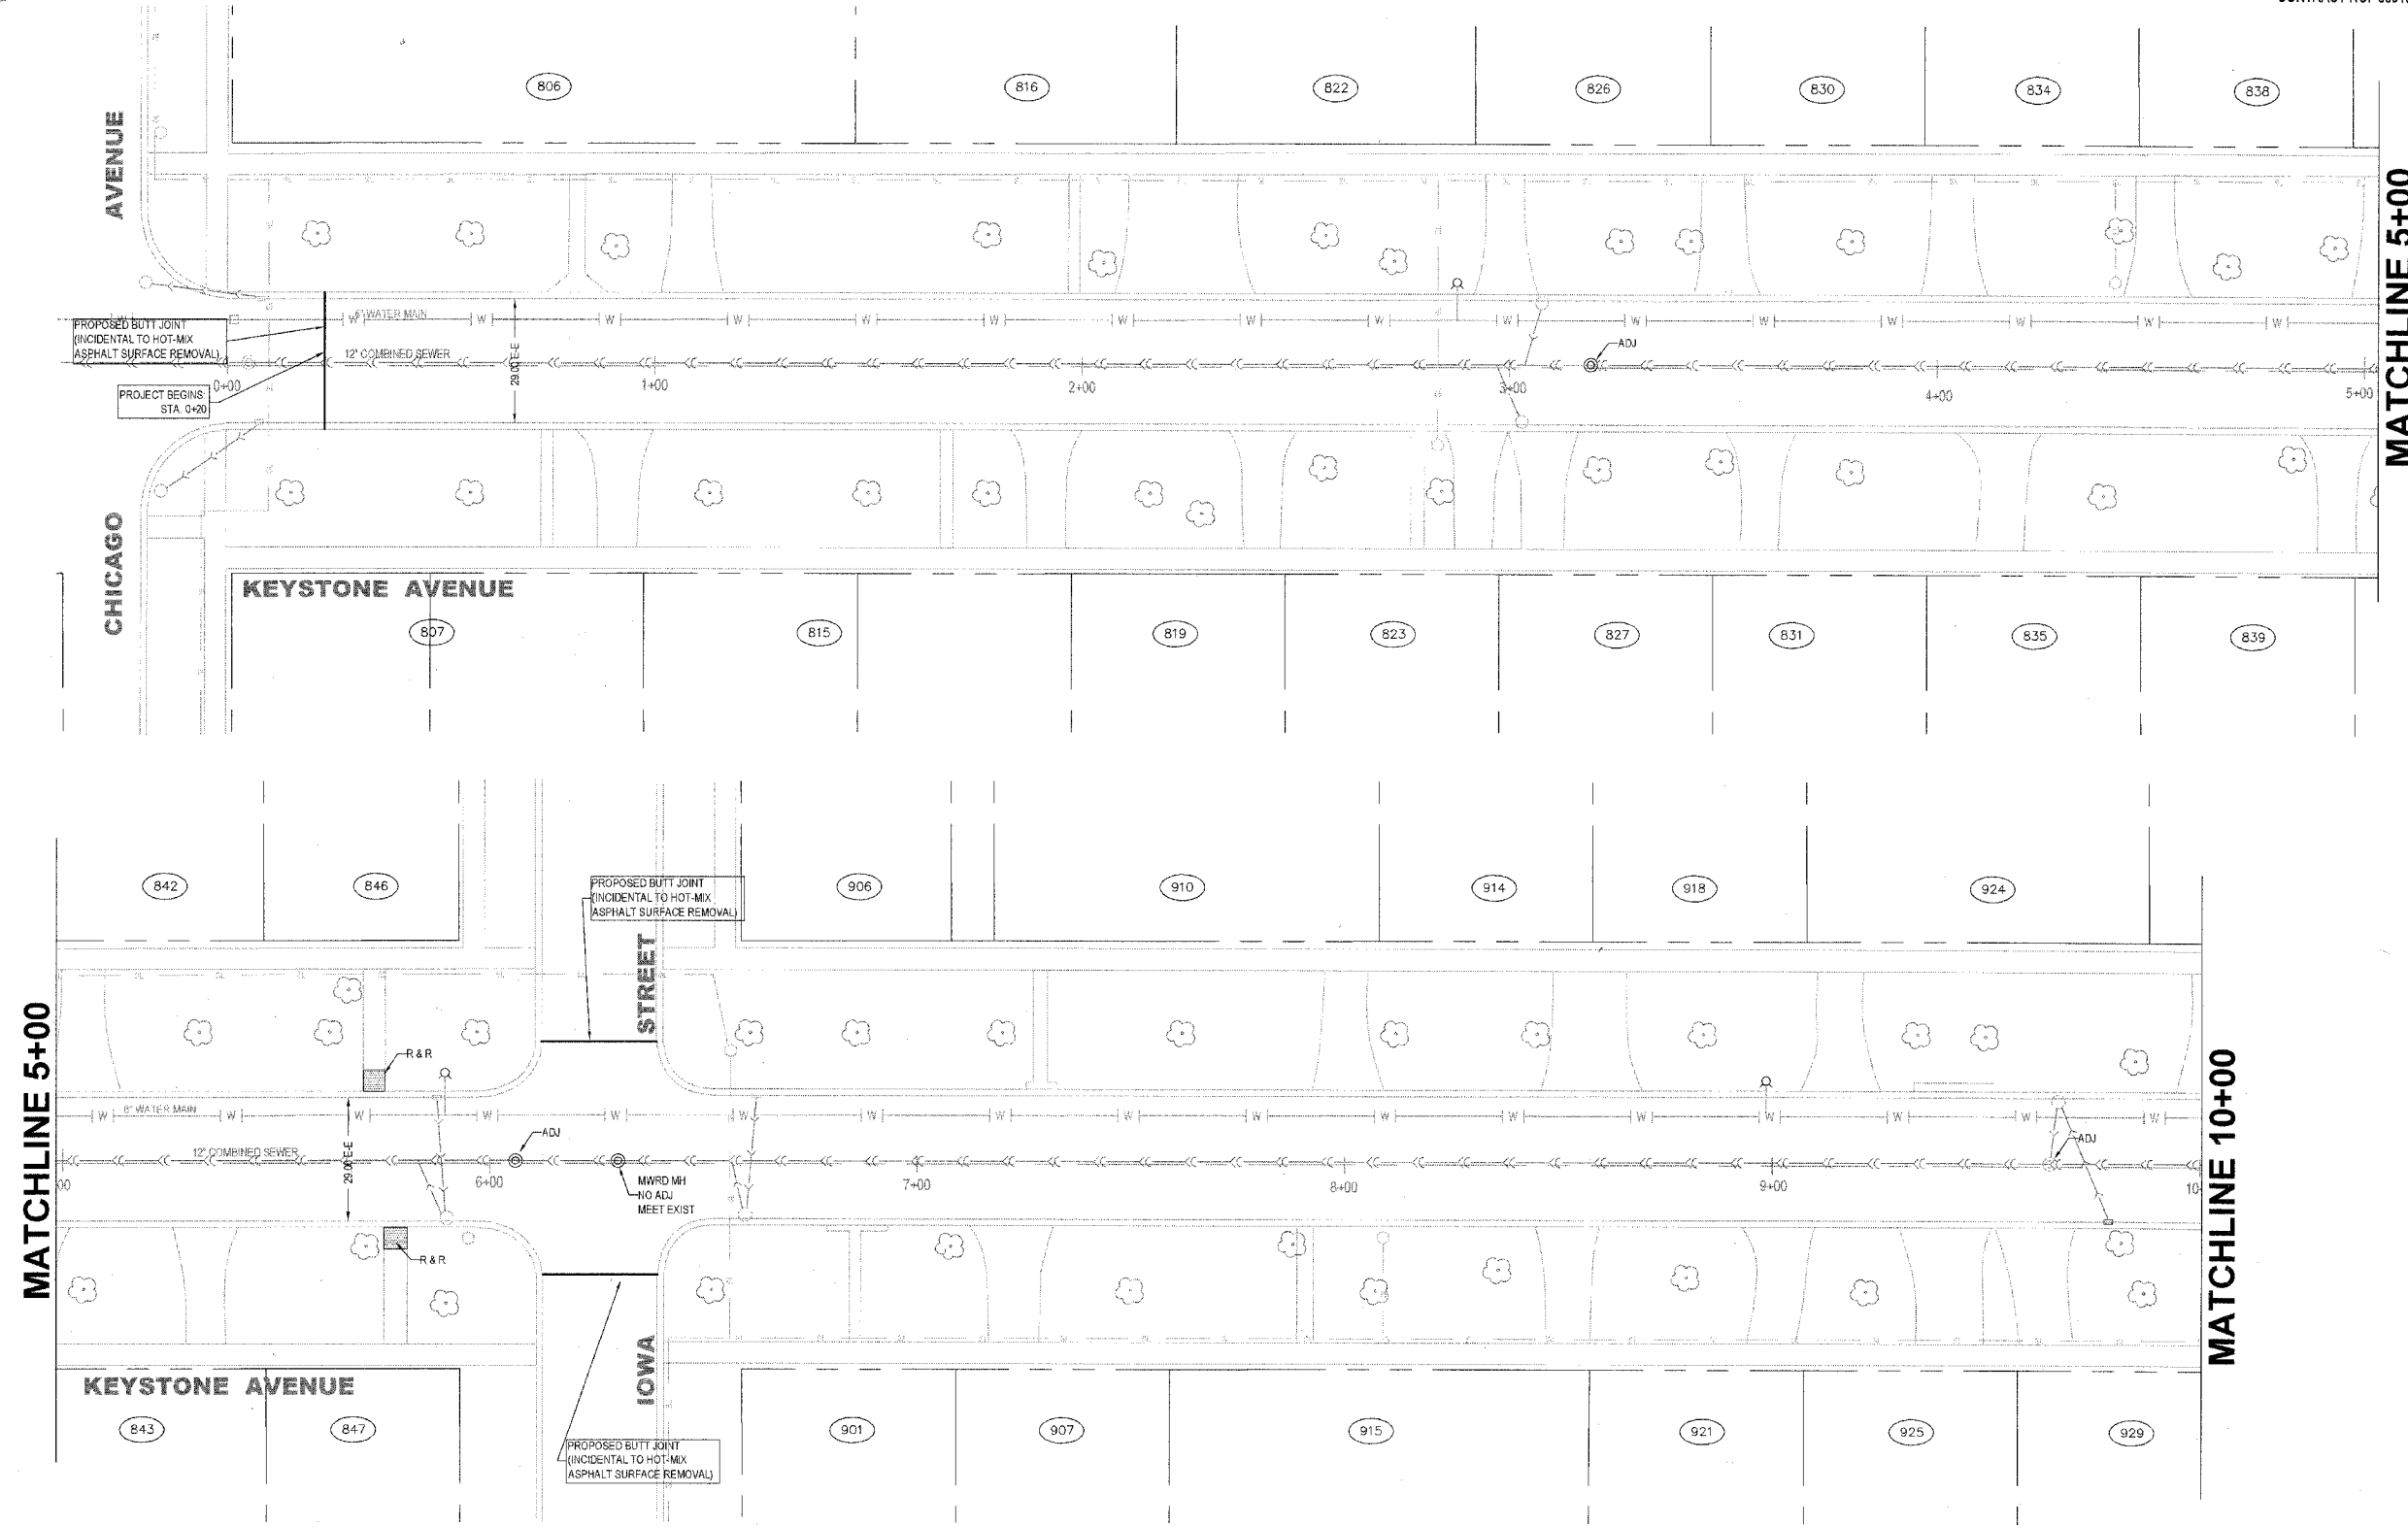 806
816
822
826
830
834
838
AVENUE
MATCHLINE 5+00
PROPOSED BUTT JOINT
(INCIDENTAL TO HOT-MIX
ASPHALT SURFACE REMOVAL)
6" WATER MAIN
W W W W W W W W W W W W W W W W
12" COMBINED SEWER
ADJ
29.00' E-E
0+00
1+00
2+00
3+00
4+00
5+00
PROJECT BEGINS:
STA. 0+20
CHICAGO
KEYSTONE AVENUE
807
815
819
823
827
831
835
839
842
846
PROPOSED BUTT JOINT
(INCIDENTAL TO HOT-MIX
ASPHALT SURFACE REMOVAL)
906
910
914
918
924
STREET
MATCHLINE 5+00
R & R
6" WATER MAIN
W W W W W W W W W W W W W W W W W
12" COMBINED SEWER
29.00' E-E
ADJ
ADJ
MWRD MH
NO ADJ
MEET EXIST
00
6+00
7+00
8+00
9+00
10
MATCHLINE 10+00
R & R
IOWA
KEYSTONE AVENUE
843
847
901
907
915
921
925
929
PROPOSED BUTT JOINT
(INCIDENTAL TO HOT-MIX
ASPHALT SURFACE REMOVAL)